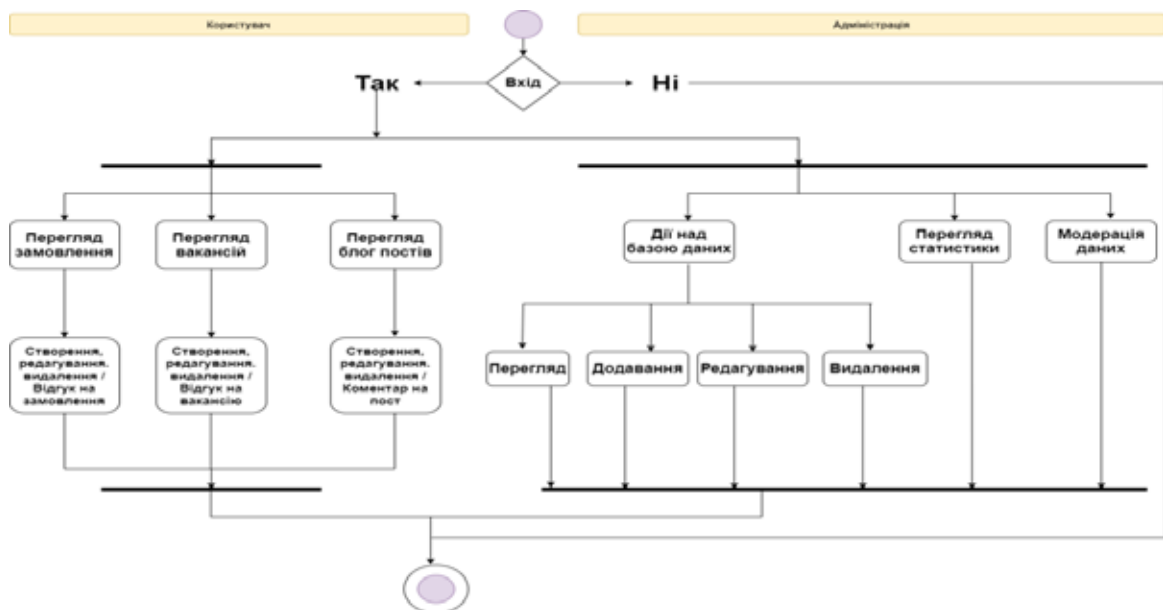 Користувач
Адміністрація
Вхід
Так
Ні
Перегляд
замовлення
Перегляд
вакансій
Перегляд
блог постів
Дії над
базою даних
Перегляд
статистики
Модерація
даних
Створення,
редагування.
видалення /
Відгук на
замовлення
Створення,
редагування.
видалення /
Відгук на
вакансію
Створення,
редагування.
видалення /
Коментар на
пост
Перегляд
Додавання
Редагування
Видалення